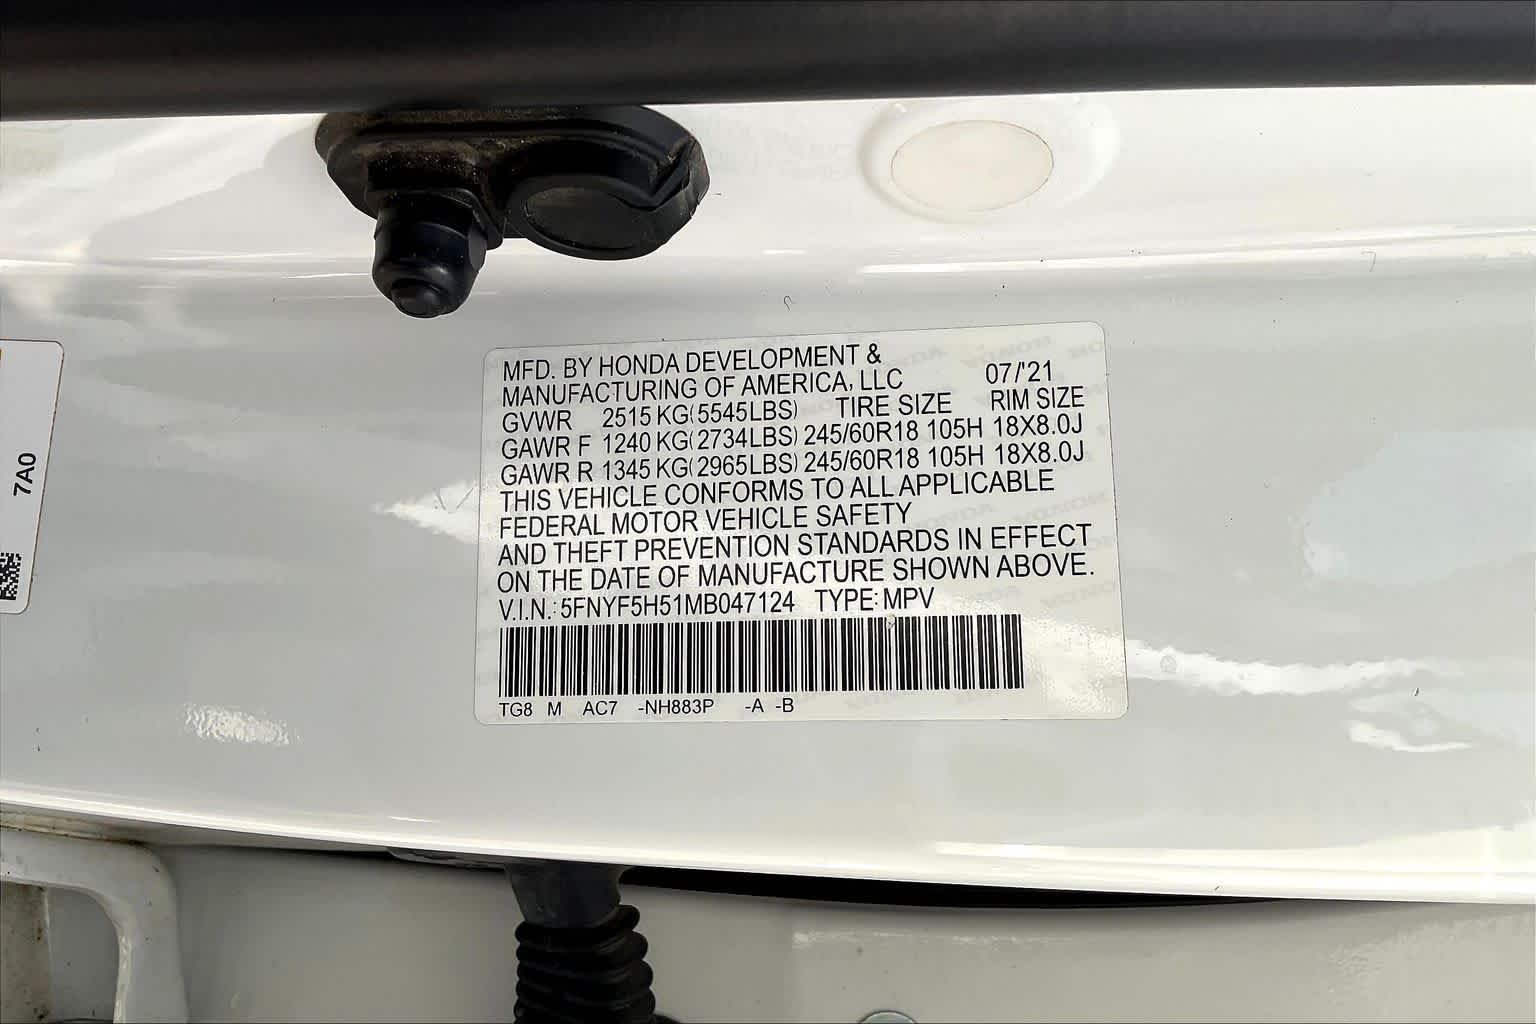 MFD. BY HONDA DEVELOPMENT &
MANUFACTURING OF AMERICA, LLC 07/'21
GVWR 2515 KG(5545LBS) TIRE SIZE RIM SIZE
GAWR F 1240 KG(2734LBS) 245/60R18 105H 18X8.0J
GAWR R 1345 KG(2965LBS) 245/60R18 105H 18X8.0J
THIS VEHICLE CONFORMS TO ALL APPLICABLE
FEDERAL MOTOR VEHICLE SAFETY
AND THEFT PREVENTION STANDARDS IN EFFECT
ON THE DATE OF MANUFACTURE SHOWN ABOVE.
V.I.N.: 5FNYF5H51MB047124 TYPE: MPV
TG8 M AC7 -NH883P -A -B
7A0